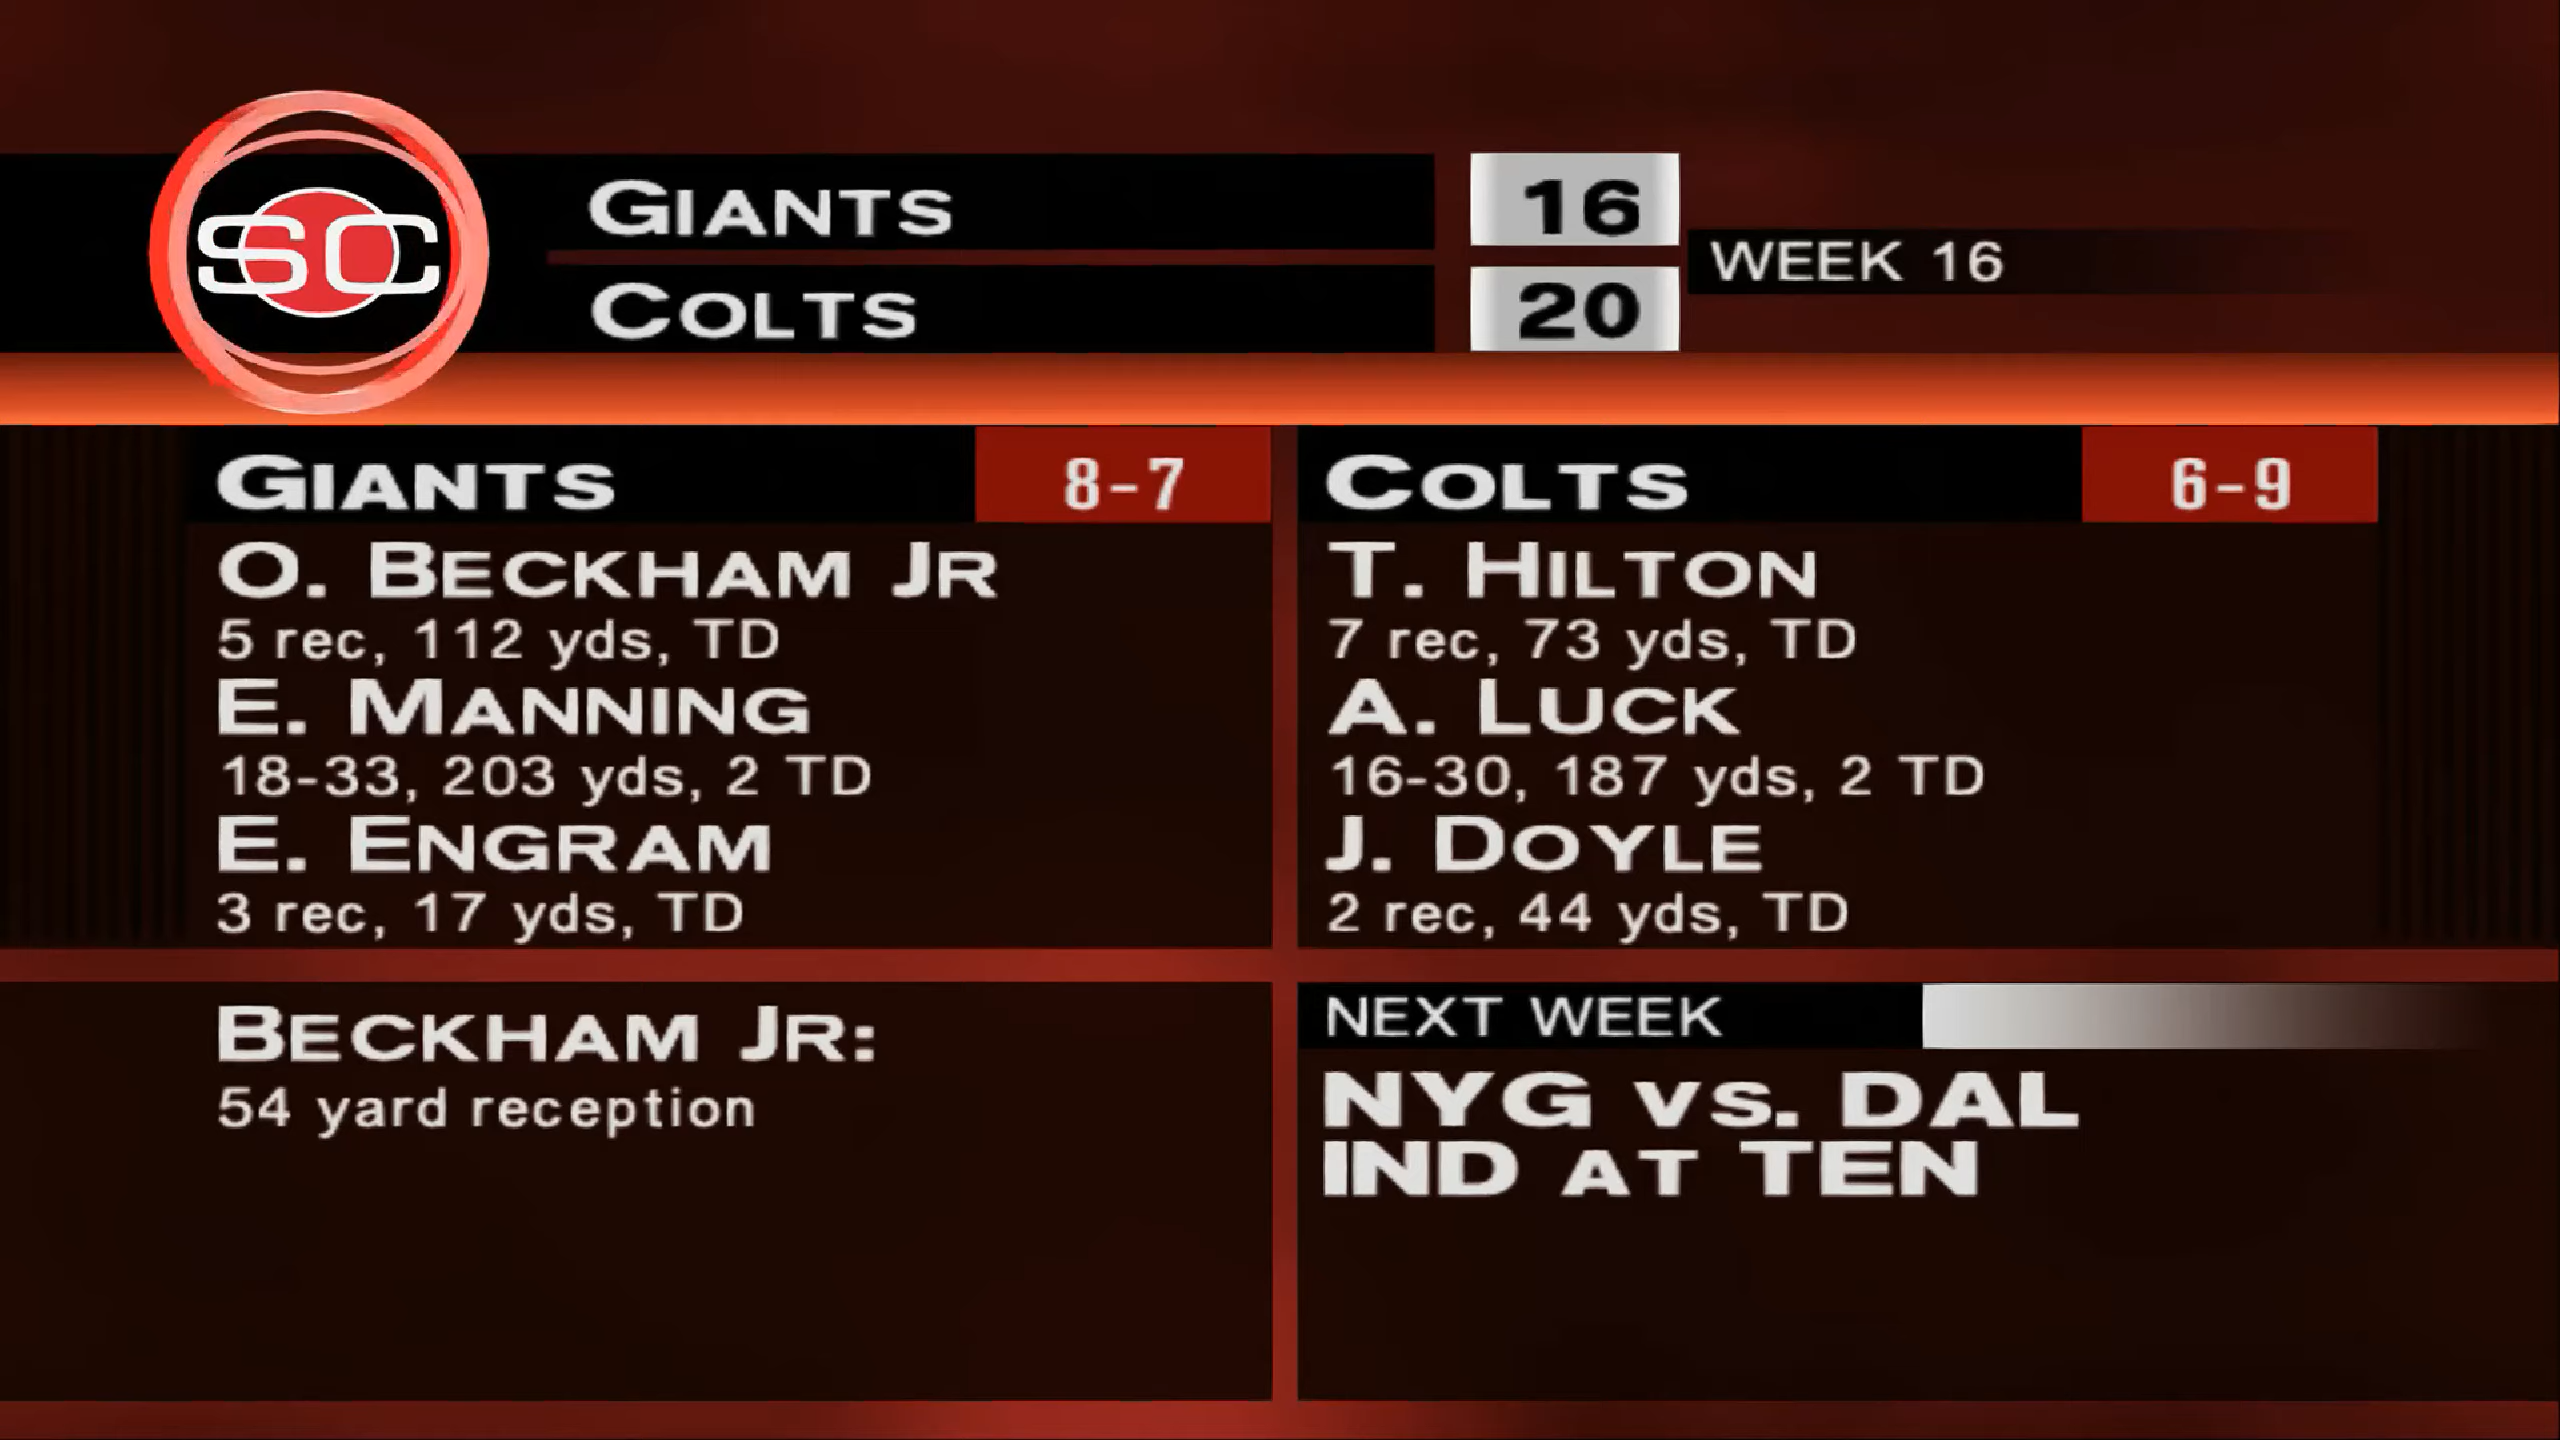 SC
GIANTS 16
COLTS 20
WEEK 16
GIANTS 8-7
O. BECKHAM JR
5 rec, 112 yds, TD
E. MANNING
18-33, 203 yds, 2 TD
E. ENGRAM
3 rec, 17 yds, TD
COLTS 6-9
T. HILTON
7 rec, 73 yds, TD
A. LUCK
16-30, 187 yds, 2 TD
J. DOYLE
2 rec, 44 yds, TD
BECKHAM JR:
54 yard reception
NEXT WEEK
NYG VS. DAL
IND AT TEN